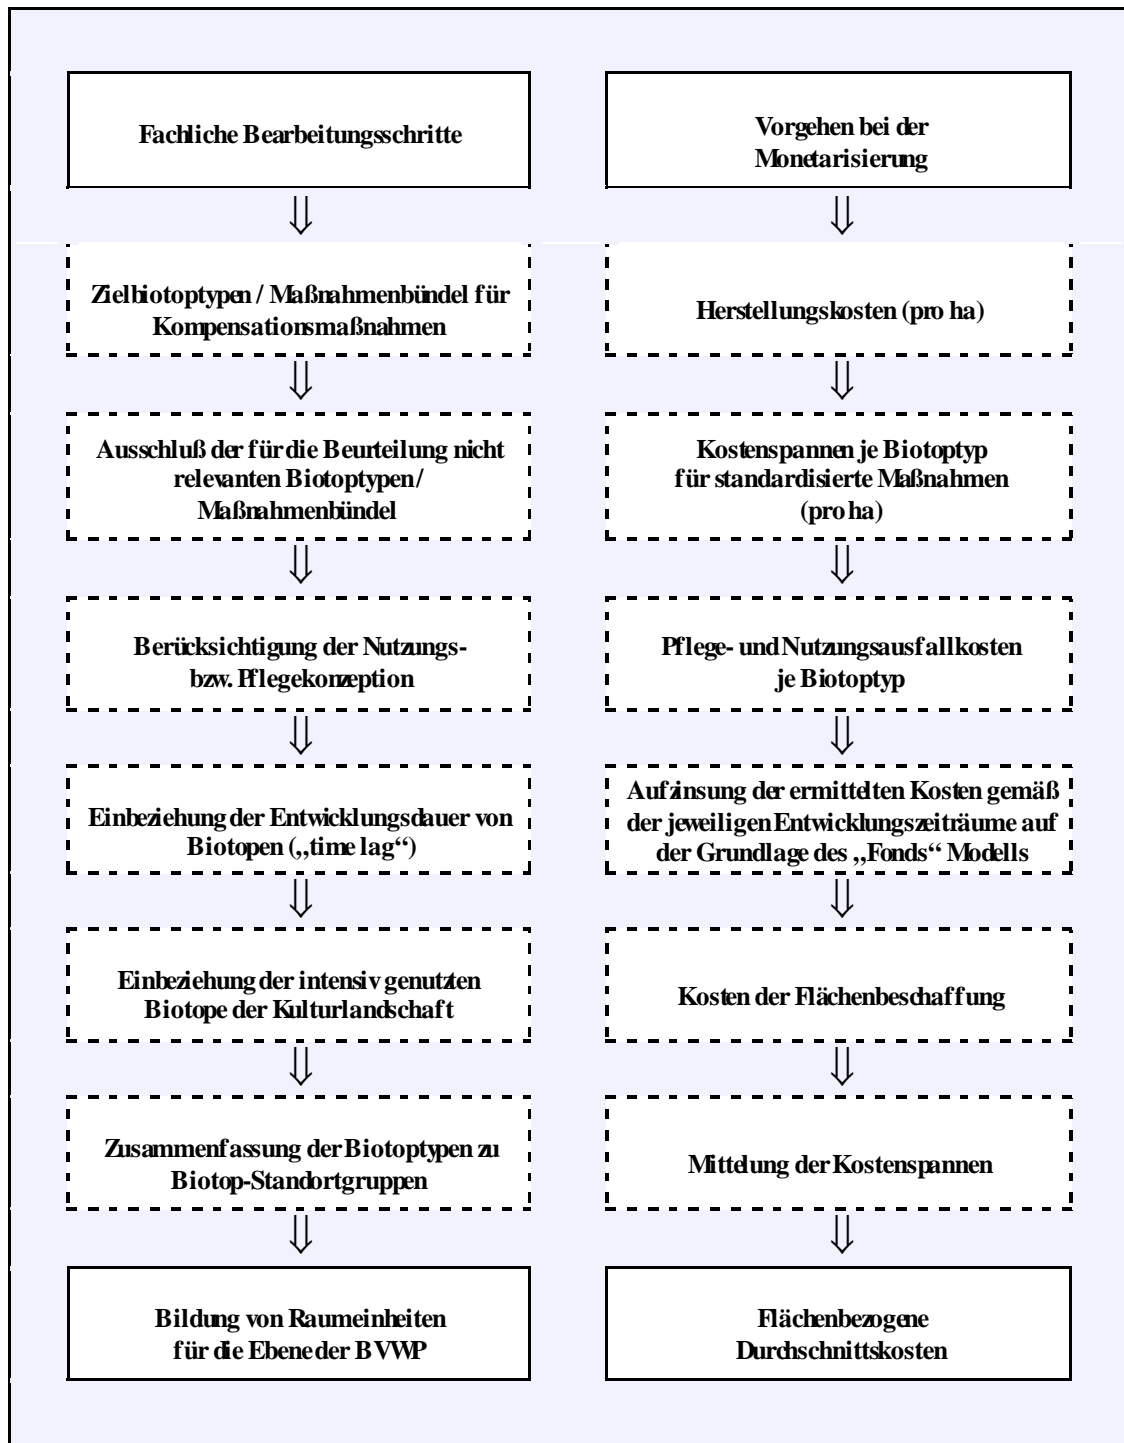 Fachliche Bearbeitungsschritte
Vorgehen bei der
Monetarisierung
⇓
⇓
Zielbiotoptypen / Maßnahmenbündel für
Kompensationsmaßnahmen
Herstellungskosten (pro ha)
⇓
⇓
Ausschluß der für die Beurteilung nicht
relevanten Biotoptypen/
Maßnahmenbündel
Kostenspannen je Biotoptyp
für standardisierte Maßnahmen
(pro ha)
⇓
⇓
Berücksichtigung der Nutzungs-
bzw. Pflegekonzeption
Pflege- und Nutzungsausfallkosten
je Biotoptyp
⇓
⇓
Einbeziehung der Entwicklungsdauer von
Biotopen („time lag“)
Aufzinsung der ermittelten Kosten gemäß
der jeweiligen Entwicklungszeiträume auf
der Grundlage des „Fonds“ Modells
⇓
⇓
Einbeziehung der intensiv genutzten
Biotope der Kulturlandschaft
Kosten der Flächenbeschaffung
⇓
⇓
Zusammenfassung der Biotoptypen zu
Biotop-Standortgruppen
Mittelung der Kostenspannen
⇓
⇓
Bildung von Raumeinheiten
für die Ebene der BVWP
Flächenbezogene
Durchschnittskosten